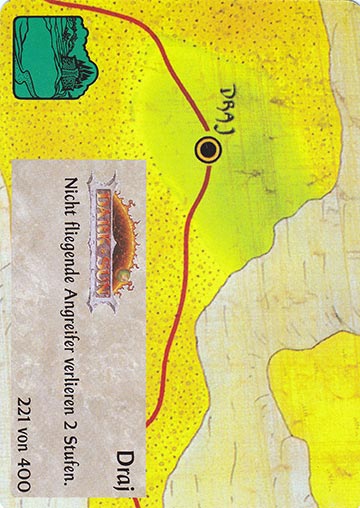 DRAJ
Draj
DARK SUN
Nicht fliegende Angreifer verlieren 2 Stufen.
221 von 400